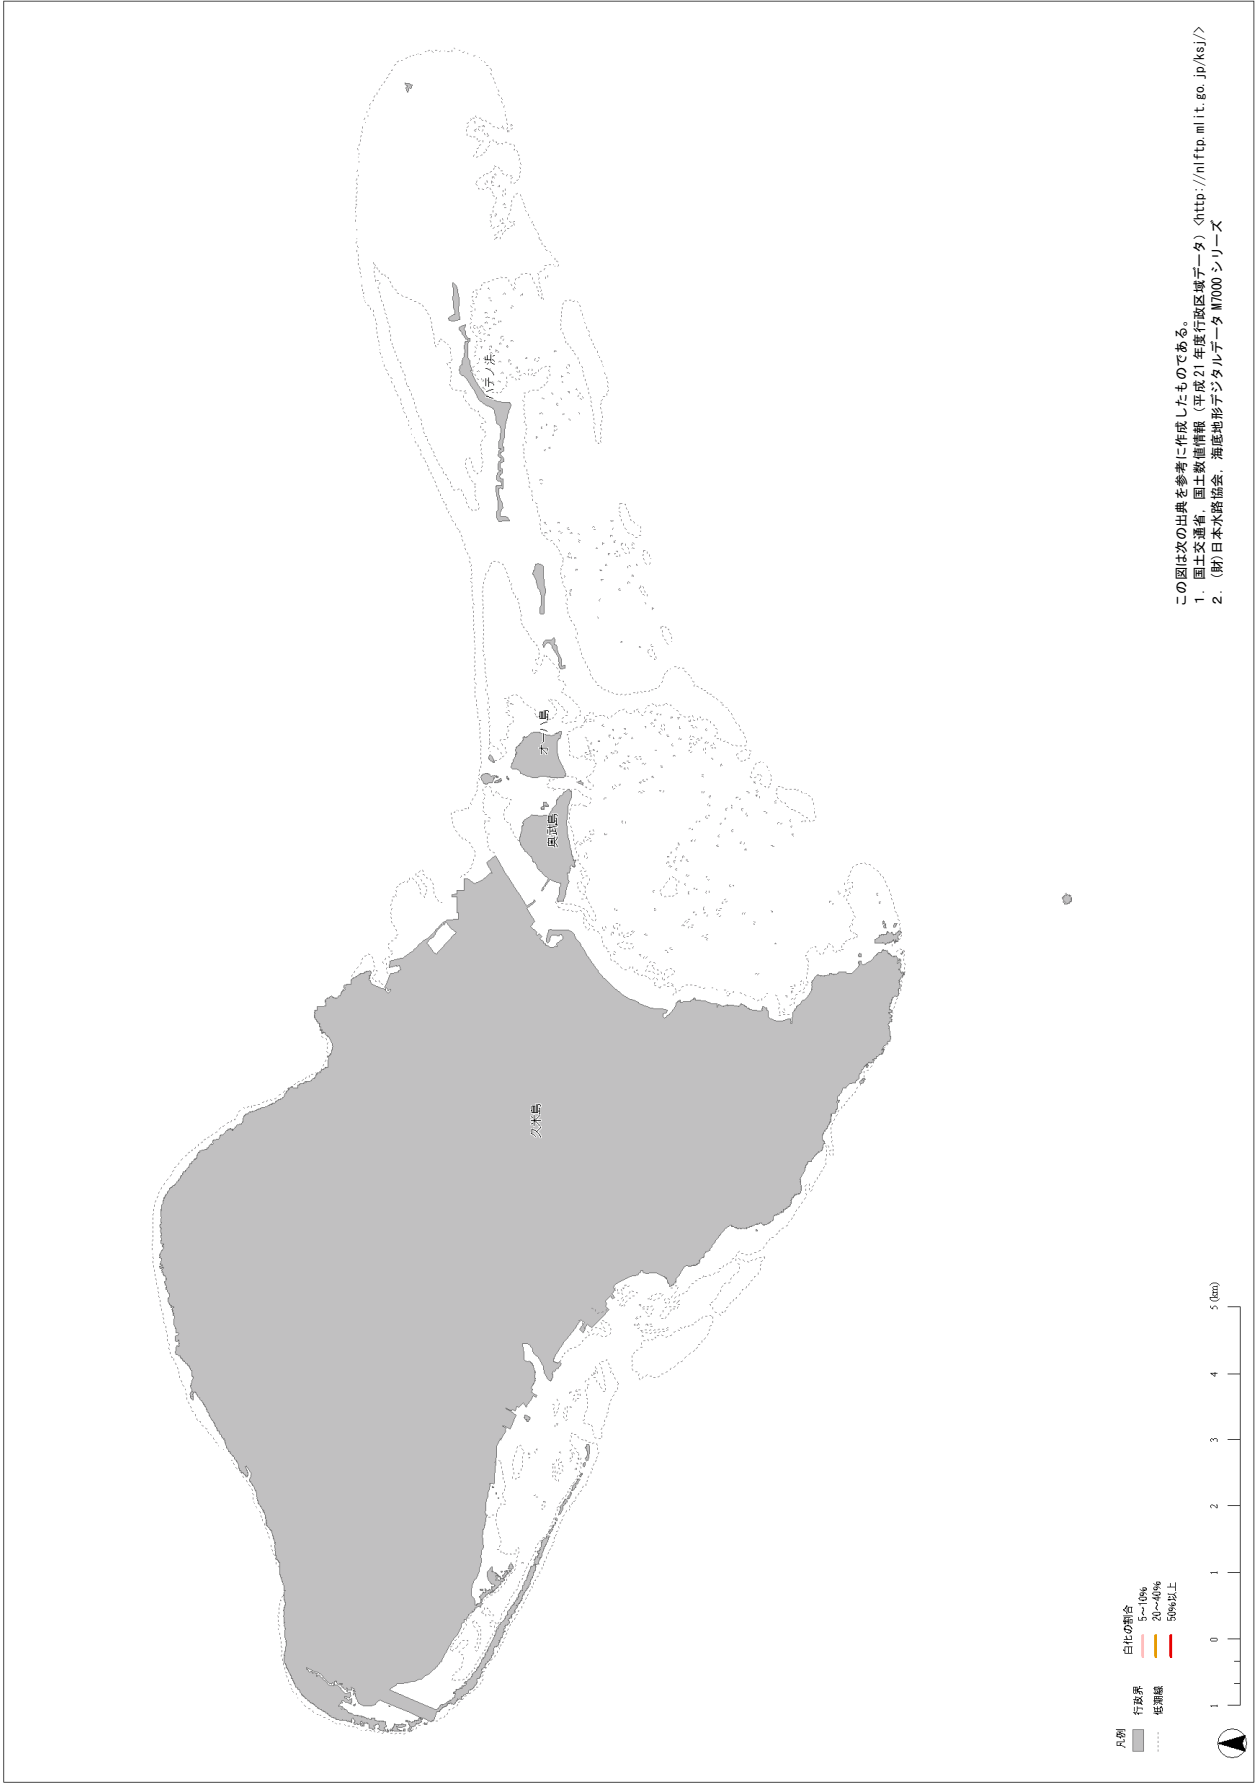 ハテノ浜
オーハ島
奥武島
久米島
凡例
行政界
低潮線
白化の割合
5～10%
20～40%
50%以上
1 0 1 2 3 4 5 (km)
この図は次の出典を参考に作成したものである。
1. 国土交通省, 国土数値情報 (平成21年度行政区域データ) <http://nlftp.mlit.go.jp/ksj/>
2. (財)日本水路協会, 海底地形デジタルデータ M7000 シリーズ